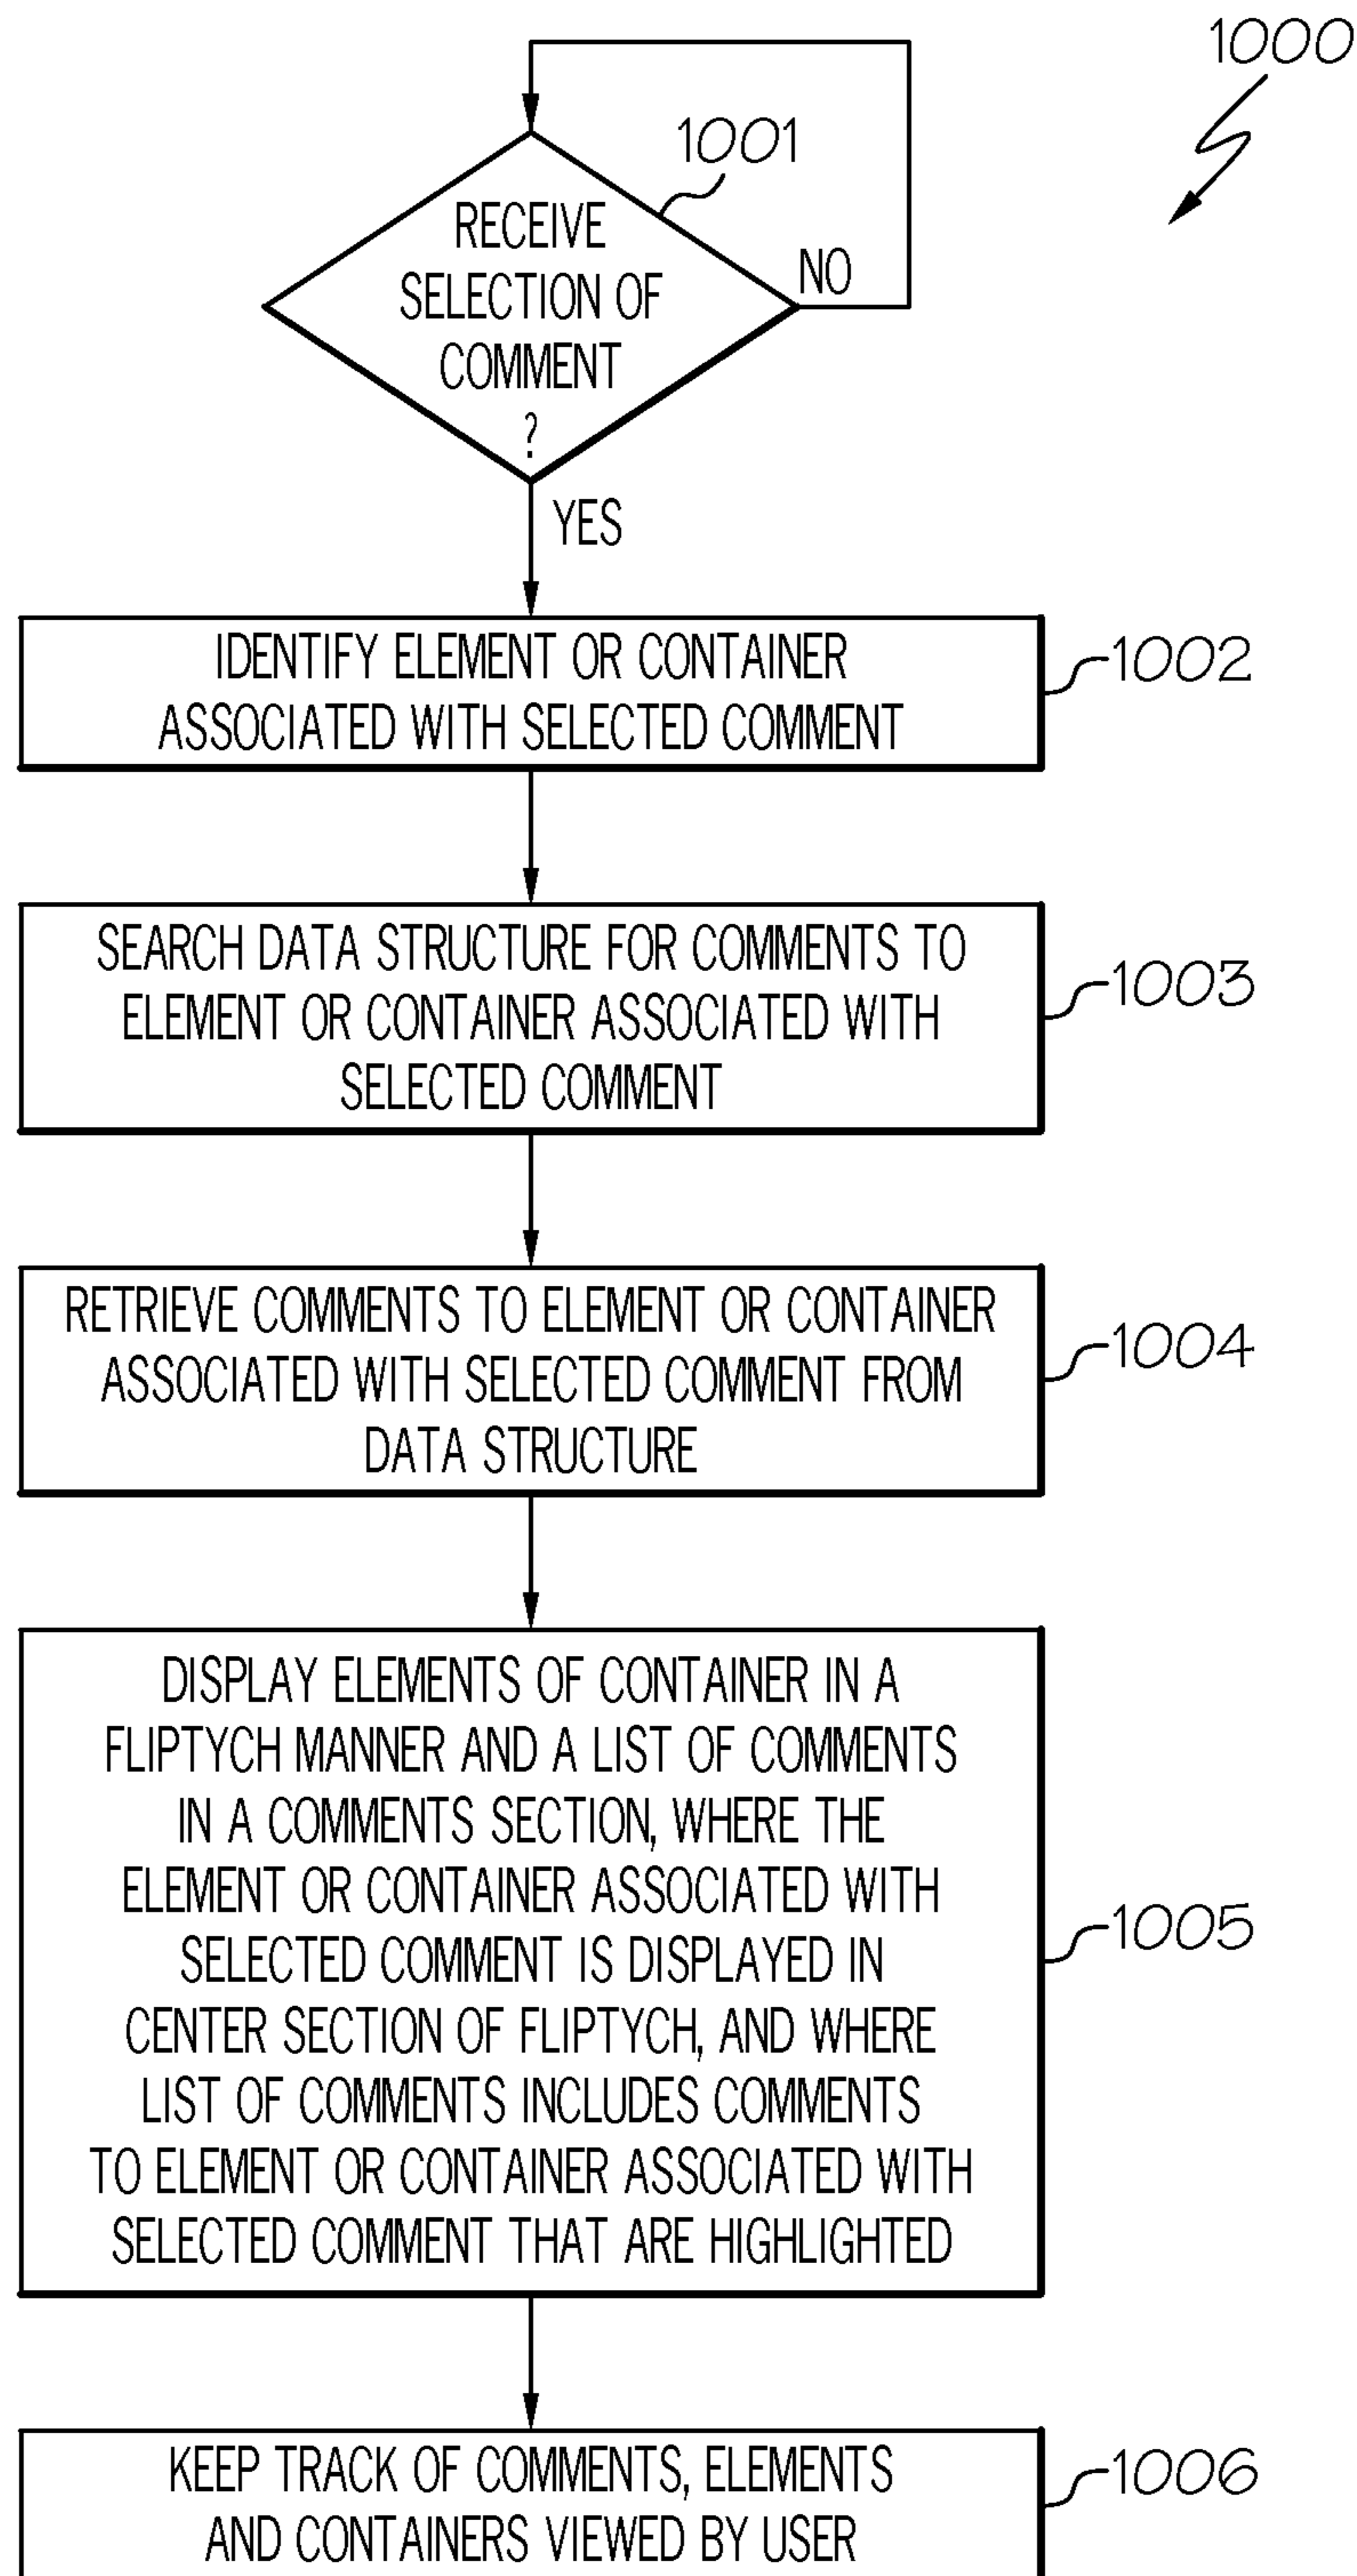 1000
1001
RECEIVE
SELECTION OF
COMMENT
?
NO
YES
IDENTIFY ELEMENT OR CONTAINER
ASSOCIATED WITH SELECTED COMMENT
1002
SEARCH DATA STRUCTURE FOR COMMENTS TO
ELEMENT OR CONTAINER ASSOCIATED WITH
SELECTED COMMENT
1003
RETRIEVE COMMENTS TO ELEMENT OR CONTAINER
ASSOCIATED WITH SELECTED COMMENT FROM
DATA STRUCTURE
1004
DISPLAY ELEMENTS OF CONTAINER IN A
FLIPTYCH MANNER AND A LIST OF COMMENTS
IN A COMMENTS SECTION, WHERE THE
ELEMENT OR CONTAINER ASSOCIATED WITH
SELECTED COMMENT IS DISPLAYED IN
CENTER SECTION OF FLIPTYCH, AND WHERE
LIST OF COMMENTS INCLUDES COMMENTS
TO ELEMENT OR CONTAINER ASSOCIATED WITH
SELECTED COMMENT THAT ARE HIGHLIGHTED
1005
KEEP TRACK OF COMMENTS, ELEMENTS
AND CONTAINERS VIEWED BY USER
1006